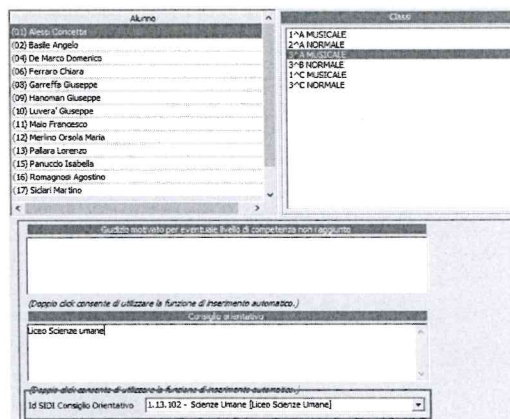 Alunno
(01) Alessi Concetta
(02) Basile Angelo
(04) De Marco Domenico
(06) Ferraro Chiara
(08) Garreffa Giuseppe
(09) Hanoman Giuseppe
(10) Luvera' Giuseppe
(11) Maio Francesco
(12) Merlino Orsola Maria
(13) Pallara Lorenzo
(15) Panuccio Isabella
(16) Romagnosi Agostino
(17) Siclari Martino
Classi
1^A MUSICALE
2^A NORMALE
3^A MUSICALE
3^B NORMALE
1^C MUSICALE
3^C NORMALE
Giudizio motivato per eventuale livello di competenza non raggiunto
(Doppio click consente di utilizzare la funzione di inserimento automatico.)
Consiglio orientativo
Liceo Scienze umane
(Doppio click consente di utilizzare la funzione di inserimento automatico.)
Id SIDI Consiglio Orientativo 1.13.102 - Scienze Umane [Liceo Scienze Umane]